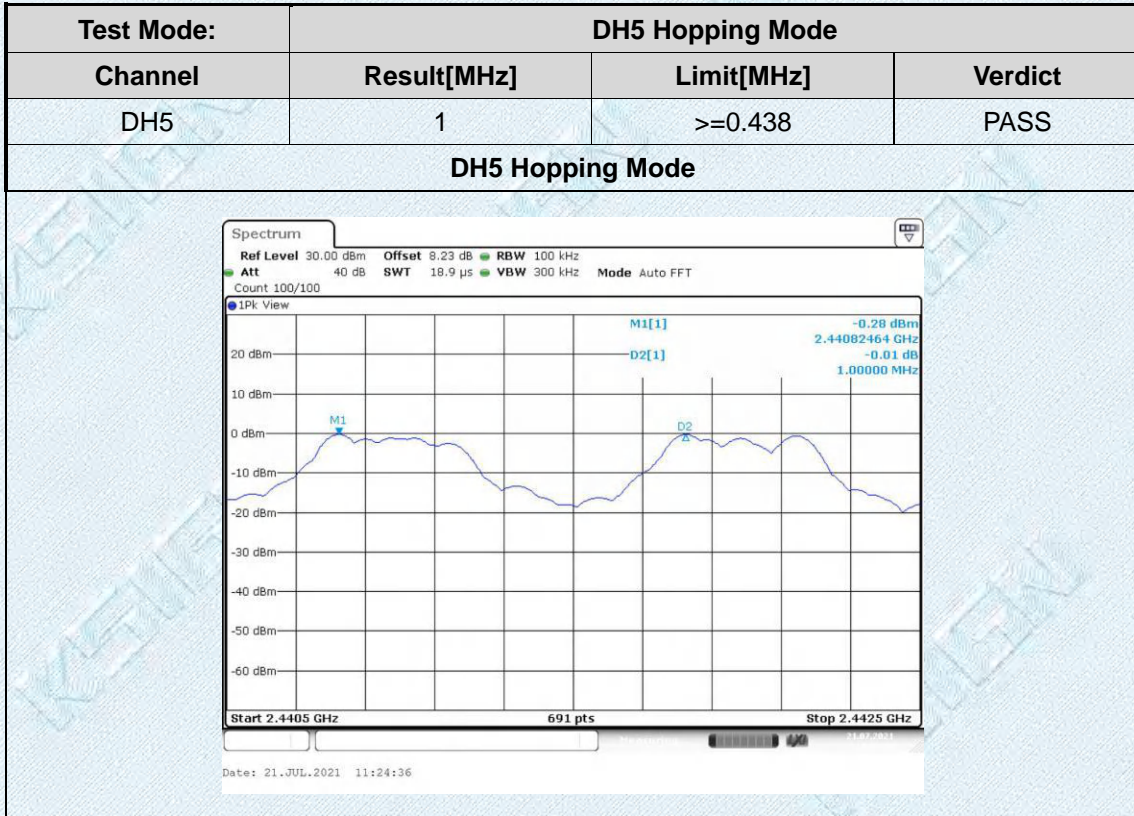 Test Mode: DH5 Hopping Mode
Channel Result[MHz] Limit[MHz] Verdict
DH5 1 >=0.438 PASS
DH5 Hopping Mode
Spectrum
Ref Level 30.00 dBm Offset 8.23 dB RBW 100 kHz
Att 40 dB SWT 18.9 µs VBW 300 kHz Mode Auto FFT
Count 100/100
1Pk View
M1[1] -0.28 dBm
2.44082464 GHz
20 dBm D2[1] -0.01 dB
1.00000 MHz
10 dBm
M1
D2
0 dBm
-10 dBm
-20 dBm
-30 dBm
-40 dBm
-50 dBm
-60 dBm
Start 2.4405 GHz 691 pts Stop 2.4425 GHz
21.07.2021
Date: 21.JUL.2021 11:24:36